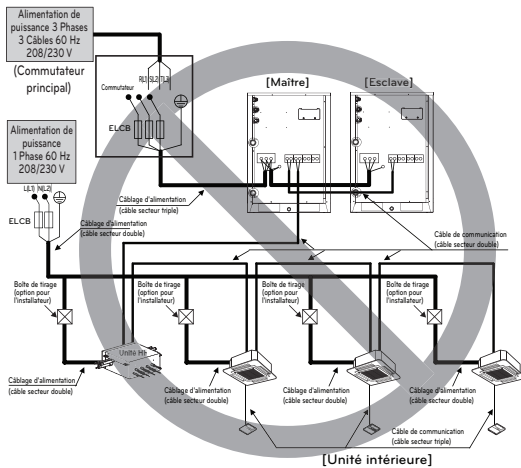 Alimentation de
puissance 3 Phases
3 Câbles 60 Hz
208/230 V
(Commutateur
principal)
R(L1) S(L2) T(L3)
Commutateur
ELCB
[Maître]
[Esclave]
Alimentation de
puissance
1 Phase 60 Hz
208/230 V
L(L1) N(L2)
ELCB
Câblage d'alimentation
(câble secteur triple)
Câblage d'alimentation
(câble secteur double)
Câble de communication
(câble secteur double)
Boîte de tirage
(option pour
l'installateur)
Boîte de tirage
(option pour
l'installateur)
Boîte de tirage
(option pour
l'installateur)
Boîte de tirage
(option pour
l'installateur)
Unité HR
Câblage d'alimentation
(câble secteur double)
Câblage d'alimentation
(câble secteur double)
Câblage d'alimentation
(câble secteur double)
Câblage d'alimentation
(câble secteur double)
Câble de communication
(câble secteur triple)
[Unité intérieure]